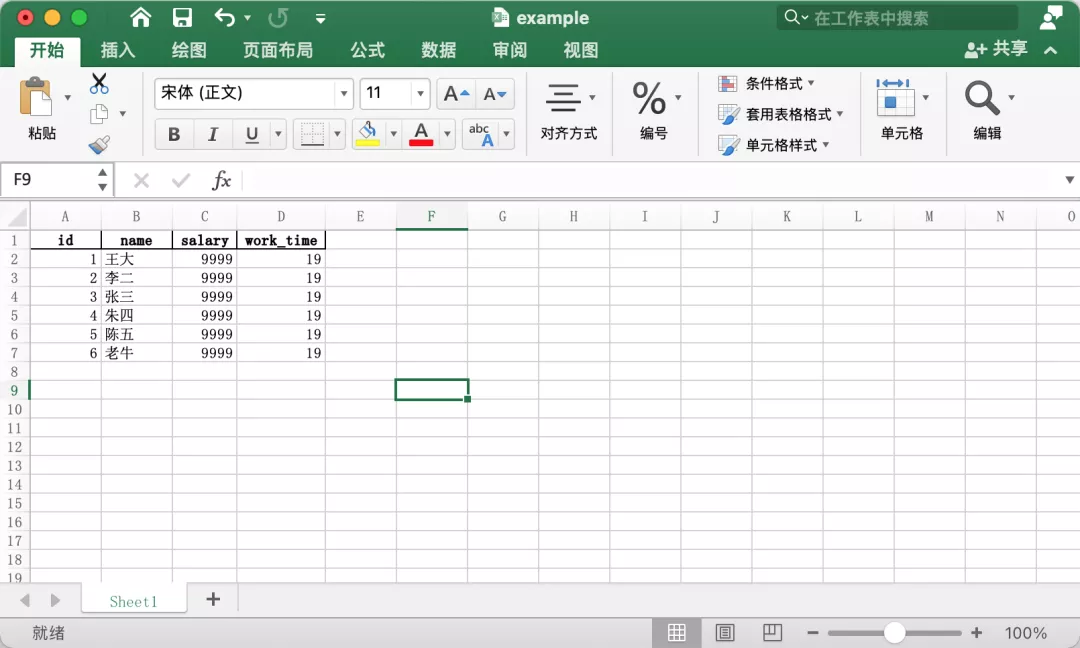 example
在工作表中搜索
开始 插入 绘图 页面布局 公式 数据 审阅 视图 共享
粘贴
宋体 (正文) 11 A A
B I U A abc A
对齐方式
%
编号
条件格式
套用表格格式
单元格样式
单元格
编辑
F9 fx
A B C D E F G H I J K L M N O
1 id name salary work_time
2 1 王大 9999 19
3 2 李二 9999 19
4 3 张三 9999 19
5 4 朱四 9999 19
6 5 陈五 9999 19
7 6 老牛 9999 19
8
9
10
11
12
13
14
15
16
17
18
19
Sheet1 +
就绪 100%